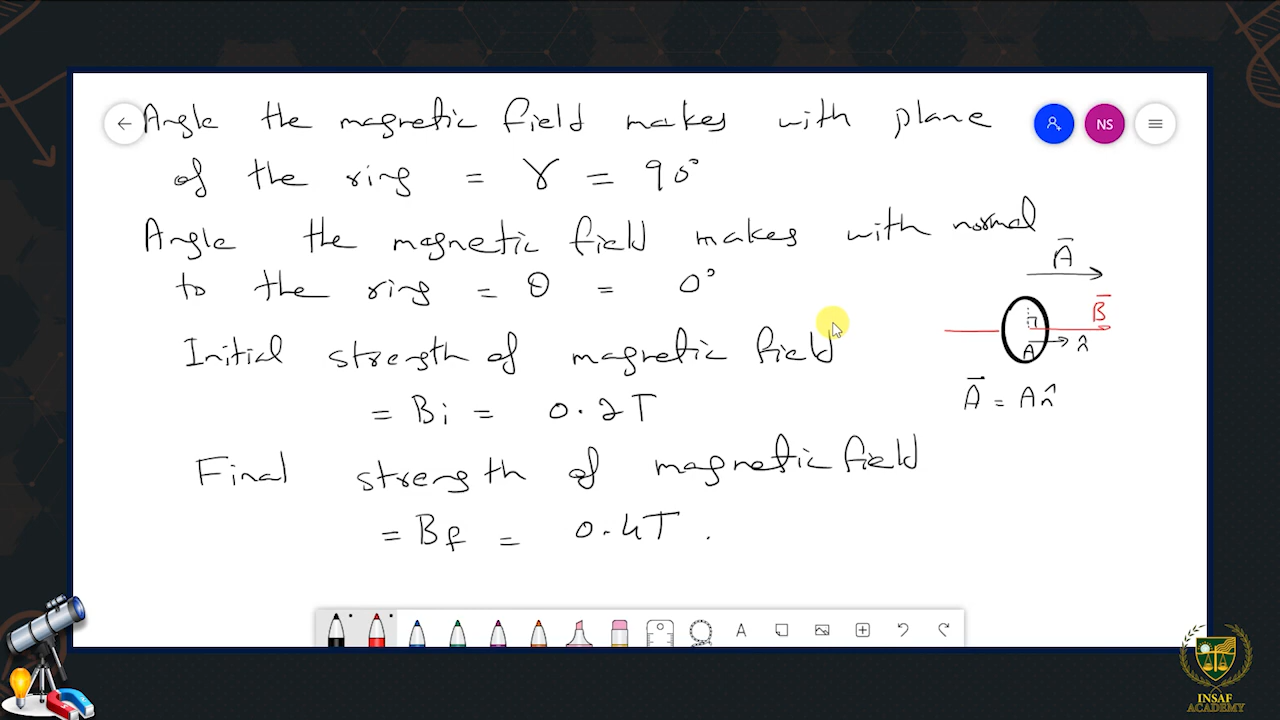 Angle the magnetic field makes with plane
of the ring = γ = 90°
Angle the magnetic field makes with normal
to the ring = θ = 0°
Initial strength of magnetic field
= Bi = 0.2T
Final strength of magnetic field
= Bf = 0.4T .
A⃗
B⃗
A
n̂
A⃗ = An̂
NS
A
INSAF
ACADEMY